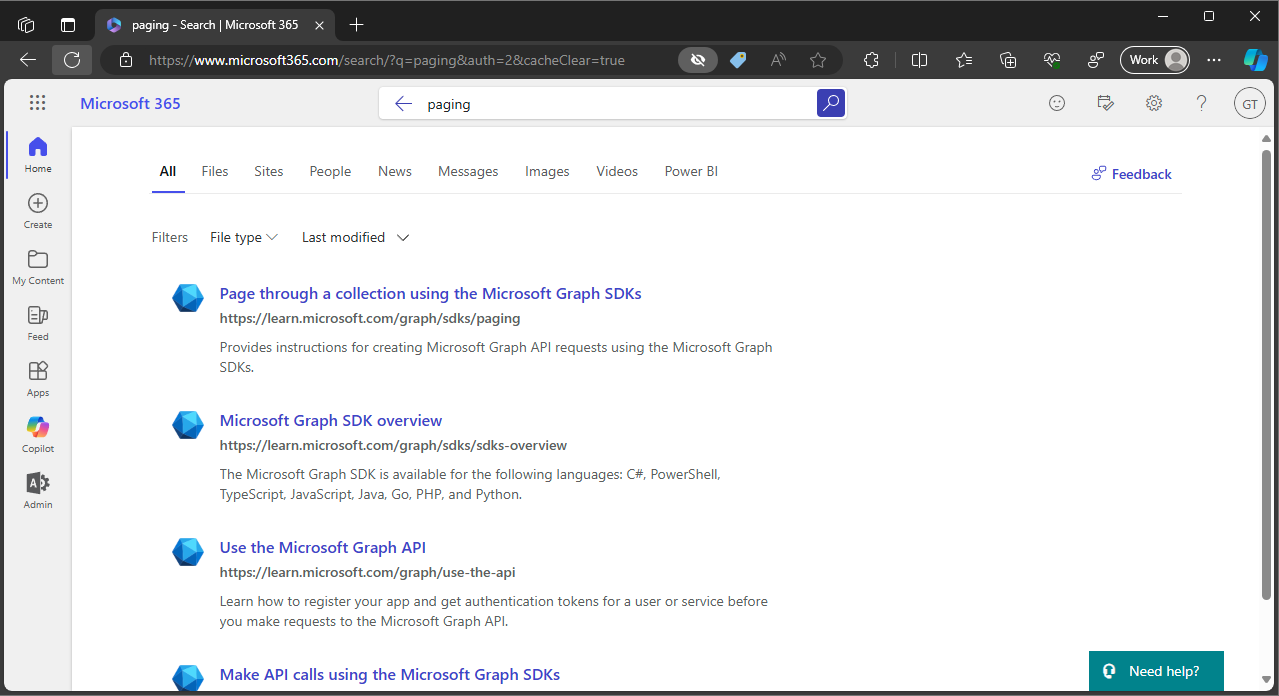 paging - Search | Microsoft 365
https://www.microsoft365.com/search/?q=paging&auth=2&cacheClear=true
Work
Microsoft 365
paging
GT
Home
Create
My Content
Feed
Apps
Copilot
Admin
All Files Sites People News Messages Images Videos Power BI
Feedback
Filters File type Last modified
Page through a collection using the Microsoft Graph SDKs
https://learn.microsoft.com/graph/sdks/paging
Provides instructions for creating Microsoft Graph API requests using the Microsoft Graph
SDKs.
Microsoft Graph SDK overview
https://learn.microsoft.com/graph/sdks/sdks-overview
The Microsoft Graph SDK is available for the following languages: C#, PowerShell,
TypeScript, JavaScript, Java, Go, PHP, and Python.
Use the Microsoft Graph API
https://learn.microsoft.com/graph/use-the-api
Learn how to register your app and get authentication tokens for a user or service before
you make requests to the Microsoft Graph API.
Make API calls using the Microsoft Graph SDKs
Need help?